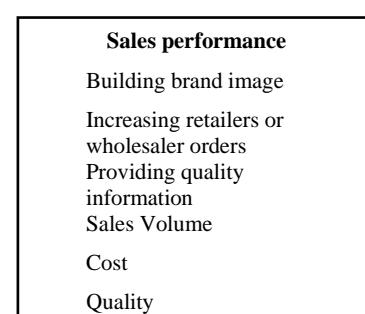 Sales performance
Building brand image
Increasing retailers or
wholesaler orders
Providing quality
information
Sales Volume
Cost
Quality